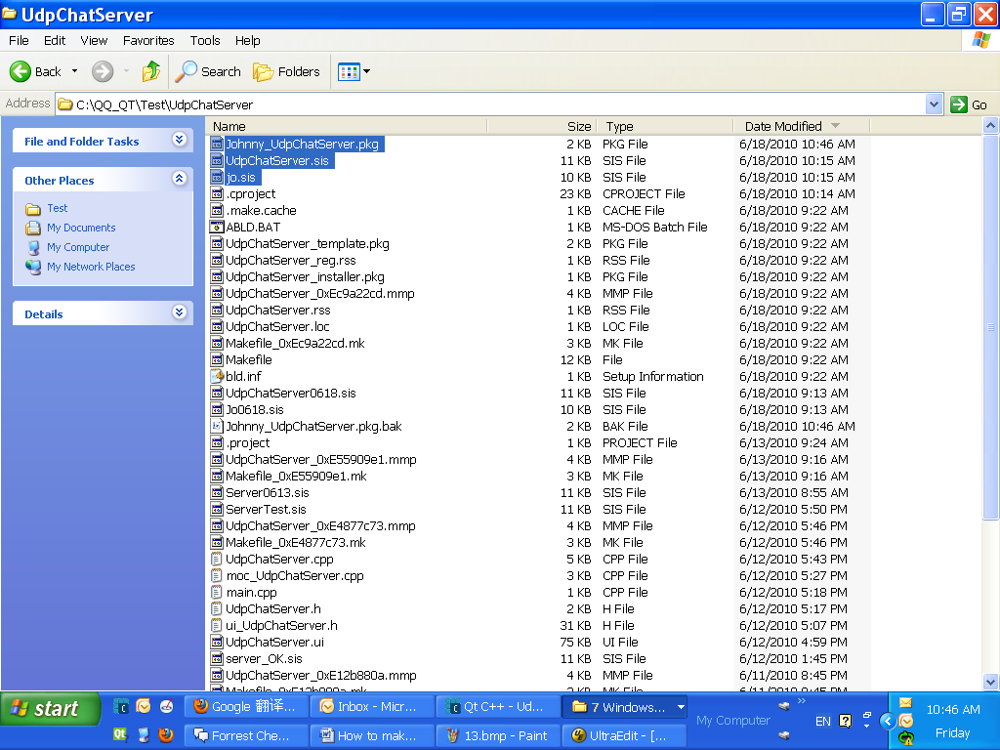 UdpChatServer
File Edit View Favorites Tools Help
Back Search Folders
Address C:\QQ_QT\Test\UdpChatServer Go
File and Folder Tasks
Other Places
Test
My Documents
My Computer
My Network Places
Details
Name Size Type Date Modified
Johnny_UdpChatServer.pkg 2 KB PKG File 6/18/2010 10:46 AM
UdpChatServer.sis 11 KB SIS File 6/18/2010 10:15 AM
jo.sis 10 KB SIS File 6/18/2010 10:15 AM
.cproject 23 KB CPROJECT File 6/18/2010 10:14 AM
.make.cache 1 KB CACHE File 6/18/2010 9:22 AM
ABLD.BAT 1 KB MS-DOS Batch File 6/18/2010 9:22 AM
UdpChatServer_template.pkg 2 KB PKG File 6/18/2010 9:22 AM
UdpChatServer_reg.rss 1 KB RSS File 6/18/2010 9:22 AM
UdpChatServer_installer.pkg 1 KB PKG File 6/18/2010 9:22 AM
UdpChatServer_0xEc9a22cd.mmp 4 KB MMP File 6/18/2010 9:22 AM
UdpChatServer.rss 1 KB RSS File 6/18/2010 9:22 AM
UdpChatServer.loc 1 KB LOC File 6/18/2010 9:22 AM
Makefile_0xEc9a22cd.mk 3 KB MK File 6/18/2010 9:22 AM
Makefile 12 KB File 6/18/2010 9:22 AM
bld.inf 1 KB Setup Information 6/18/2010 9:22 AM
UdpChatServer0618.sis 11 KB SIS File 6/18/2010 9:13 AM
Jo0618.sis 10 KB SIS File 6/18/2010 9:13 AM
Johnny_UdpChatServer.pkg.bak 2 KB BAK File 6/18/2010 10:46 AM
.project 1 KB PROJECT File 6/13/2010 9:24 AM
UdpChatServer_0xE55909e1.mmp 4 KB MMP File 6/13/2010 9:16 AM
Makefile_0xE55909e1.mk 3 KB MK File 6/13/2010 9:16 AM
Server0613.sis 11 KB SIS File 6/13/2010 8:55 AM
ServerTest.sis 11 KB SIS File 6/12/2010 5:50 PM
UdpChatServer_0xE4877c73.mmp 4 KB MMP File 6/12/2010 5:46 PM
Makefile_0xE4877c73.mk 3 KB MK File 6/12/2010 5:46 PM
UdpChatServer.cpp 5 KB CPP File 6/12/2010 5:43 PM
moc_UdpChatServer.cpp 3 KB CPP File 6/12/2010 5:27 PM
main.cpp 1 KB CPP File 6/12/2010 5:18 PM
UdpChatServer.h 2 KB H File 6/12/2010 5:17 PM
ui_UdpChatServer.h 31 KB H File 6/12/2010 5:07 PM
UdpChatServer.ui 75 KB UI File 6/12/2010 4:59 PM
server_OK.sis 11 KB SIS File 6/12/2010 1:45 PM
UdpChatServer_0xE12b880a.mmp 4 KB MMP File 6/11/2010 8:45 PM
Makefile_0xE12b880a.mk 3 KB MK File 6/11/2010 8:45 PM
start Google 翻译... Inbox - Micr... Qt C++ - Ud... 7 Windows... My Computer EN 10:46 AM
QT Forrest Che... How to mak... 13.bmp - Paint UltraEdit - [... Friday